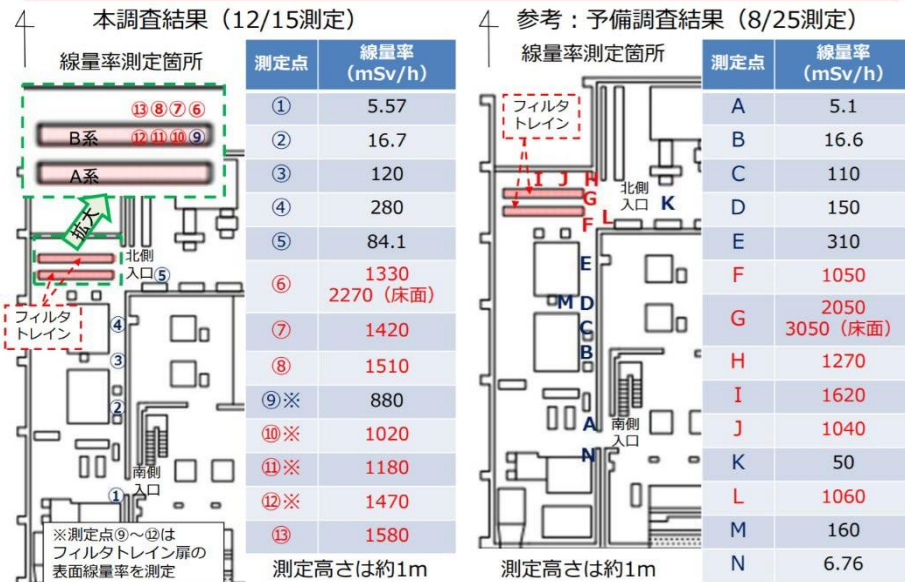 本調査結果（12/15測定）
線量率測定箇所
⑬⑧⑦⑥
B系
⑫⑪⑩⑨
A系
拡大
北側
入口
⑤
フィルタ
トレイン
④
③
②
南側
入口
①
※測定点⑨～⑫は
フィルタトレイン扉の
表面線量率を測定
測定点 線量率
（mSv/h）
① 5.57
② 16.7
③ 120
④ 280
⑤ 84.1
⑥ 1330
2270（床面）
⑦ 1420
⑧ 1510
⑨※ 880
⑩※ 1020
⑪※ 1180
⑫※ 1470
⑬ 1580
測定高さは約1m
参考：予備調査結果（8/25測定）
線量率測定箇所
フィルタ
トレイン
I J H
北側
入口
G
K
L
F
E
M D
C
B
A
南側
入口
N
測定高さは約1m
測定点 線量率
（mSv/h）
A 5.1
B 16.6
C 110
D 150
E 310
F 1050
G 2050
3050（床面）
H 1270
I 1620
J 1040
K 50
L 1060
M 160
N 6.76